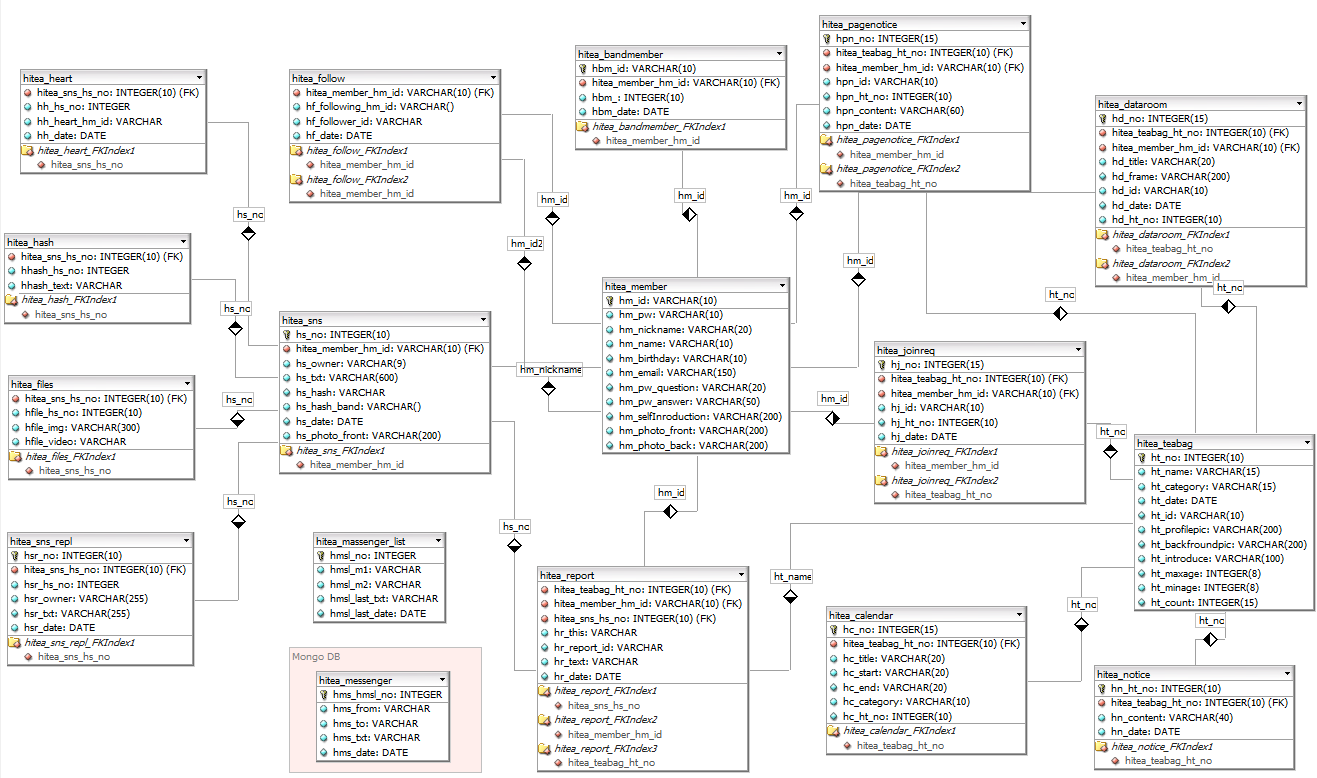 hitea_heart
hitea_sns_hs_no: INTEGER(10) (FK)
hh_hs_no: INTEGER
hh_heart_hm_id: VARCHAR
hh_date: DATE
hitea_heart_FKIndex1
hitea_sns_hs_no
hitea_follow
hitea_member_hm_id: VARCHAR(10) (FK)
hf_following_hm_id: VARCHAR()
hf_follower_id: VARCHAR
hf_date: DATE
hitea_follow_FKIndex1
hitea_member_hm_id
hitea_follow_FKIndex2
hitea_member_hm_id
hitea_bandmember
hbm_id: VARCHAR(10)
hitea_member_hm_id: VARCHAR(10) (FK)
hbm_: INTEGER(10)
hbm_date: DATE
hitea_bandmember_FKIndex1
hitea_member_hm_id
hitea_pagenotice
hpn_no: INTEGER(15)
hitea_teabag_ht_no: INTEGER(10) (FK)
hitea_member_hm_id: VARCHAR(10) (FK)
hpn_id: VARCHAR(10)
hpn_ht_no: INTEGER(10)
hpn_content: VARCHAR(60)
hpn_date: DATE
hitea_pagenotice_FKIndex1
hitea_member_hm_id
hitea_pagenotice_FKIndex2
hitea_teabag_ht_no
hitea_dataroom
hd_no: INTEGER(15)
hitea_teabag_ht_no: INTEGER(10) (FK)
hitea_member_hm_id: VARCHAR(10) (FK)
hd_title: VARCHAR(20)
hd_frame: VARCHAR(200)
hd_id: VARCHAR(10)
hd_date: DATE
hd_ht_no: INTEGER(10)
hitea_dataroom_FKIndex1
hitea_teabag_ht_no
hitea_dataroom_FKIndex2
hitea_member_hm_id
hs_no
hm_id
hm_id2
hm_id
hm_id
hm_id
ht_no
ht_no
hitea_hash
hitea_sns_hs_no: INTEGER(10) (FK)
hhash_hs_no: INTEGER
hhash_text: VARCHAR
hitea_hash_FKIndex1
hitea_sns_hs_no
hs_no
hitea_sns
hs_no: INTEGER(10)
hitea_member_hm_id: VARCHAR(10) (FK)
hs_owner: VARCHAR(9)
hs_txt: VARCHAR(600)
hs_hash: VARCHAR
hs_hash_band: VARCHAR()
hs_date: DATE
hs_photo_front: VARCHAR(200)
hitea_sns_FKIndex1
hitea_member_hm_id
hm_nickname
hitea_member
hm_id: VARCHAR(10)
hm_pw: VARCHAR(10)
hm_nickname: VARCHAR(20)
hm_name: VARCHAR(10)
hm_birthday: VARCHAR(10)
hm_email: VARCHAR(150)
hm_pw_question: VARCHAR(20)
hm_pw_answer: VARCHAR(50)
hm_selfInroduction: VARCHAR(200)
hm_photo_front: VARCHAR(200)
hm_photo_back: VARCHAR(200)
hm_id
hitea_joinreq
hj_no: INTEGER(15)
hitea_teabag_ht_no: INTEGER(10) (FK)
hitea_member_hm_id: VARCHAR(10) (FK)
hj_id: VARCHAR(10)
hj_ht_no: INTEGER(10)
hj_date: DATE
hitea_joinreq_FKIndex1
hitea_member_hm_id
hitea_joinreq_FKIndex2
hitea_teabag_ht_no
ht_no
hitea_files
hitea_sns_hs_no: INTEGER(10) (FK)
hfile_hs_no: INTEGER(10)
hfile_img: VARCHAR(300)
hfile_video: VARCHAR
hitea_files_FKIndex1
hitea_sns_hs_no
hs_no
hs_no
hitea_teabag
ht_no: INTEGER(10)
ht_name: VARCHAR(15)
ht_category: VARCHAR(15)
ht_date: DATE
ht_id: VARCHAR(10)
ht_profilepic: VARCHAR(200)
ht_backfroundpic: VARCHAR(200)
ht_introduce: VARCHAR(100)
ht_maxage: INTEGER(8)
ht_minage: INTEGER(8)
ht_count: INTEGER(15)
hm_id
hs_no
ht_name
ht_no
ht_no
hitea_sns_repl
hsr_no: INTEGER(10)
hitea_sns_hs_no: INTEGER(10) (FK)
hsr_hs_no: INTEGER
hsr_owner: VARCHAR(255)
hsr_txt: VARCHAR(255)
hsr_date: DATE
hitea_sns_repl_FKIndex1
hitea_sns_hs_no
hitea_massenger_list
hmsl_no: INTEGER
hmsl_m1: VARCHAR
hmsl_m2: VARCHAR
hmsl_last_txt: VARCHAR
hmsl_last_date: DATE
Mongo DB
hitea_messenger
hms_hmsl_no: INTEGER
hms_from: VARCHAR
hms_to: VARCHAR
hms_txt: VARCHAR
hms_date: DATE
hitea_report
hitea_teabag_ht_no: INTEGER(10) (FK)
hitea_member_hm_id: VARCHAR(10) (FK)
hitea_sns_hs_no: INTEGER(10) (FK)
hr_this: VARCHAR
hr_report_id: VARCHAR
hr_text: VARCHAR
hr_date: DATE
hitea_report_FKIndex1
hitea_sns_hs_no
hitea_report_FKIndex2
hitea_member_hm_id
hitea_report_FKIndex3
hitea_teabag_ht_no
hitea_calendar
hc_no: INTEGER(15)
hitea_teabag_ht_no: INTEGER(10) (FK)
hc_title: VARCHAR(20)
hc_start: VARCHAR(20)
hc_end: VARCHAR(20)
hc_category: VARCHAR(10)
hc_ht_no: INTEGER(10)
hitea_calendar_FKIndex1
hitea_teabag_ht_no
hitea_notice
hn_ht_no: INTEGER(10)
hitea_teabag_ht_no: INTEGER(10) (FK)
hn_content: VARCHAR(40)
hn_date: DATE
hitea_notice_FKIndex1
hitea_teabag_ht_no